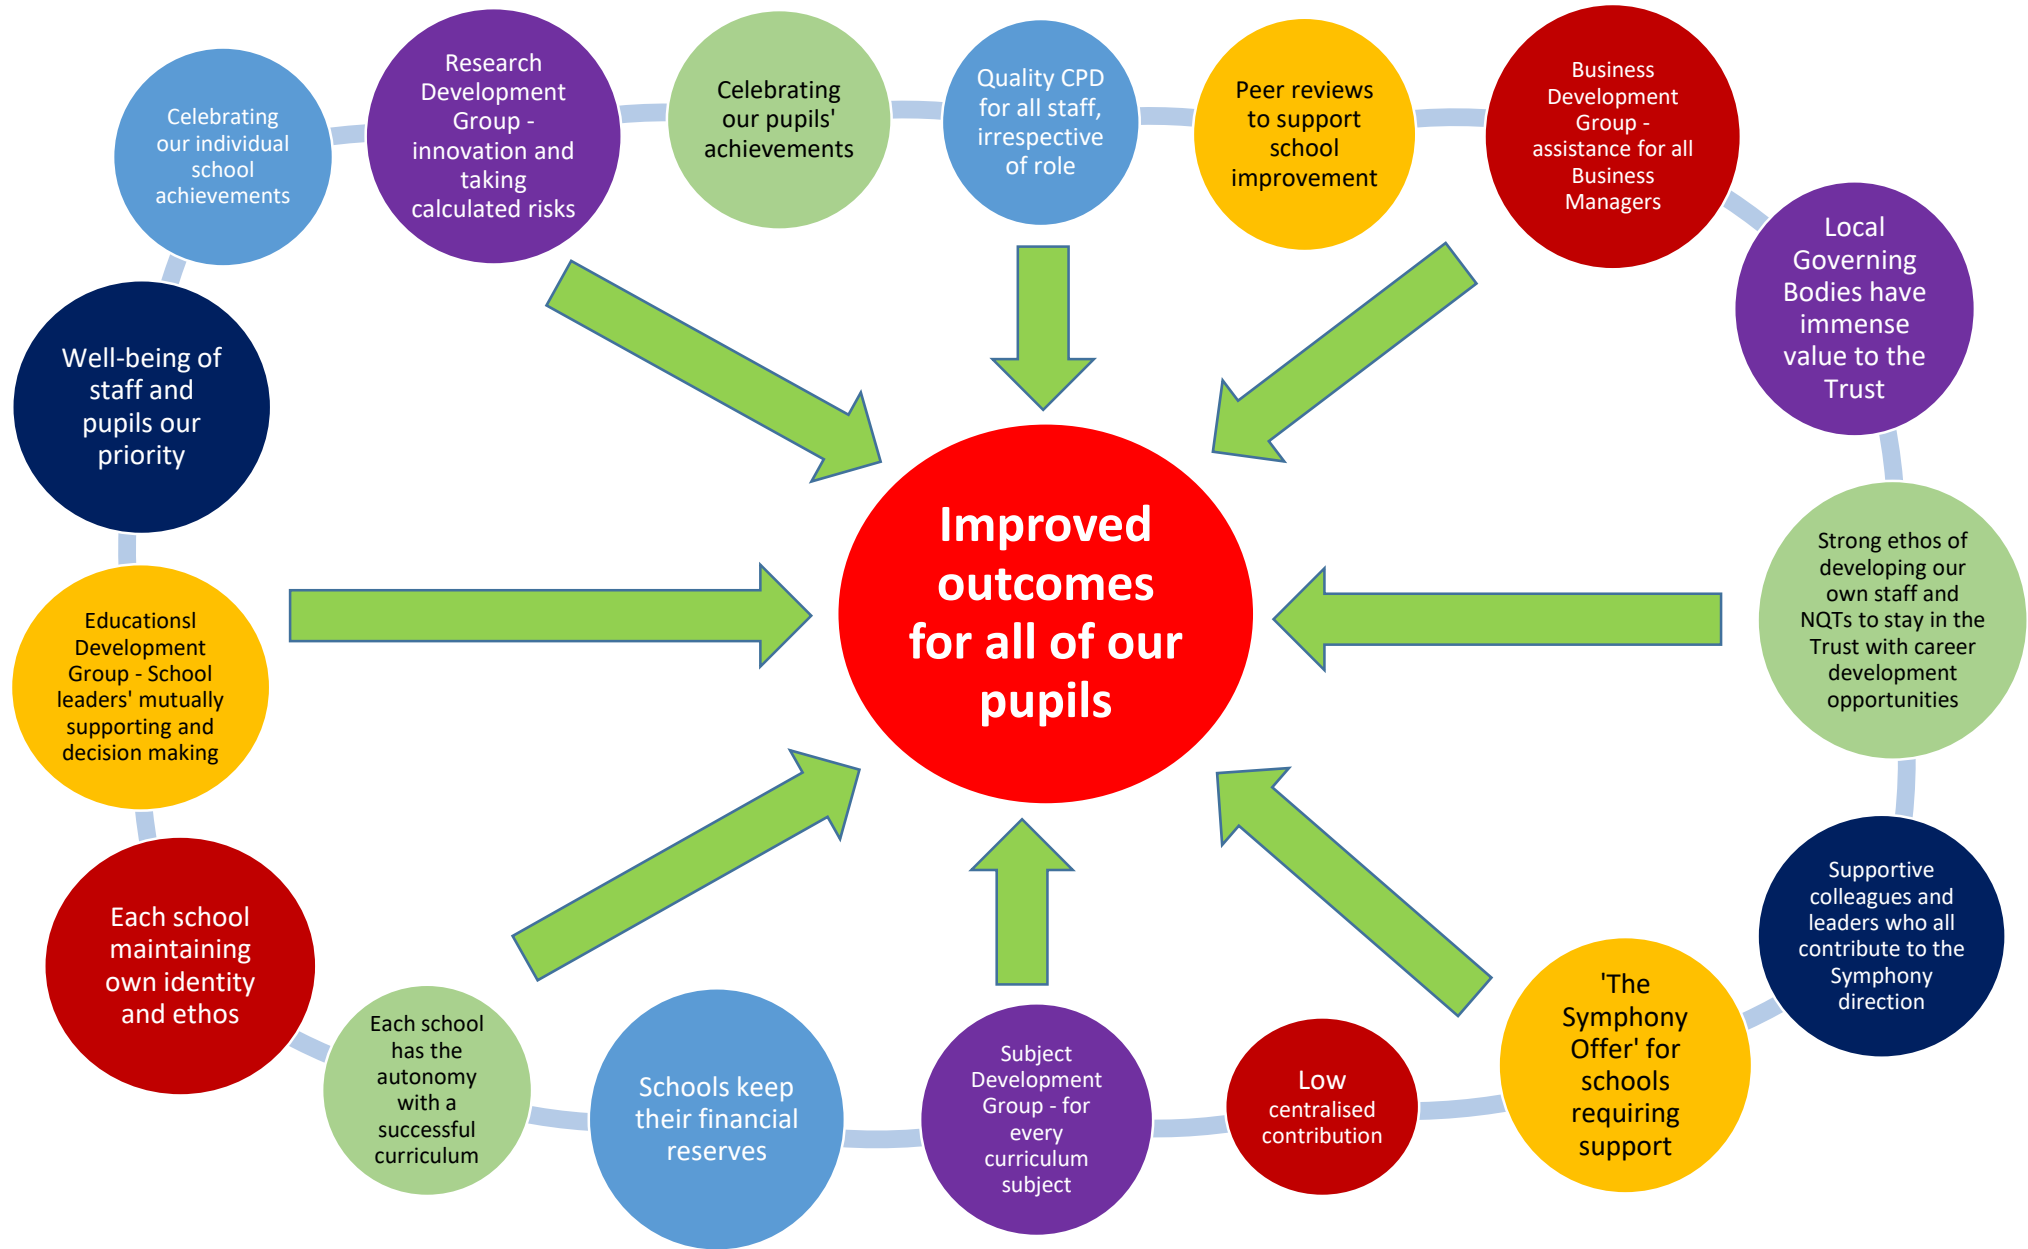 Celebrating
our individual
school
achievements
Research
Development
Group -
innovation and
taking
calculated risks
Celebrating
our pupils'
achievements
Quality CPD
for all staff,
irrespective
of role
Peer reviews
to support
school
improvement
Business
Development
Group -
assistance for all
Business
Managers
Local
Governing
Bodies have
immense
value to the
Trust
Strong ethos of
developing our
own staff and
NQTs to stay in the
Trust with career
development
opportunities
Supportive
colleagues and
leaders who all
contribute to the
Symphony
direction
'The
Symphony
Offer' for
schools
requiring
support
Low
centralised
contribution
Subject
Development
Group - for
every
curriculum
subject
Schools keep
their financial
reserves
Each school
has the
autonomy
with a
successful
curriculum
Each school
maintaining
own identity
and ethos
Educationsl
Development
Group - School
leaders' mutually
supporting and
decision making
Well-being of
staff and
pupils our
priority
Improved
outcomes
for all of our
pupils